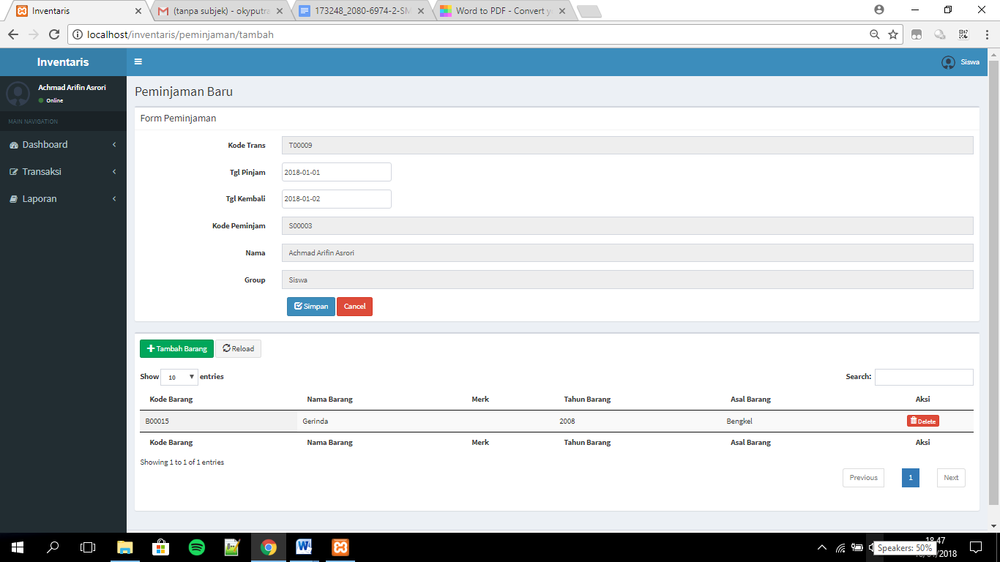 Inventaris
(tanpa subjek) - okyputra
173248_2080-6974-2-SM
Word to PDF - Convert y
localhost/inventaris/peminjaman/tambah
Inventaris
Siswa
Achmad Arifin Asrori
Online
MAIN NAVIGATION
Dashboard
Transaksi
Laporan
Peminjaman Baru
Form Peminjaman
Kode Trans T00009
Tgl Pinjam 2018-01-01
Tgl Kembali 2018-01-02
Kode Peminjam S00003
Nama Achmad Arifin Asrori
Group Siswa
Simpan Cancel
Tambah Barang Reload
Show 10 entries Search:
Kode Barang Nama Barang Merk Tahun Barang Asal Barang Aksi
B00015 Gerinda 2008 Bengkel Delete
Kode Barang Nama Barang Merk Tahun Barang Asal Barang Aksi
Showing 1 to 1 of 1 entries
Previous 1 Next
18.47
Speakers: 50%
/2018